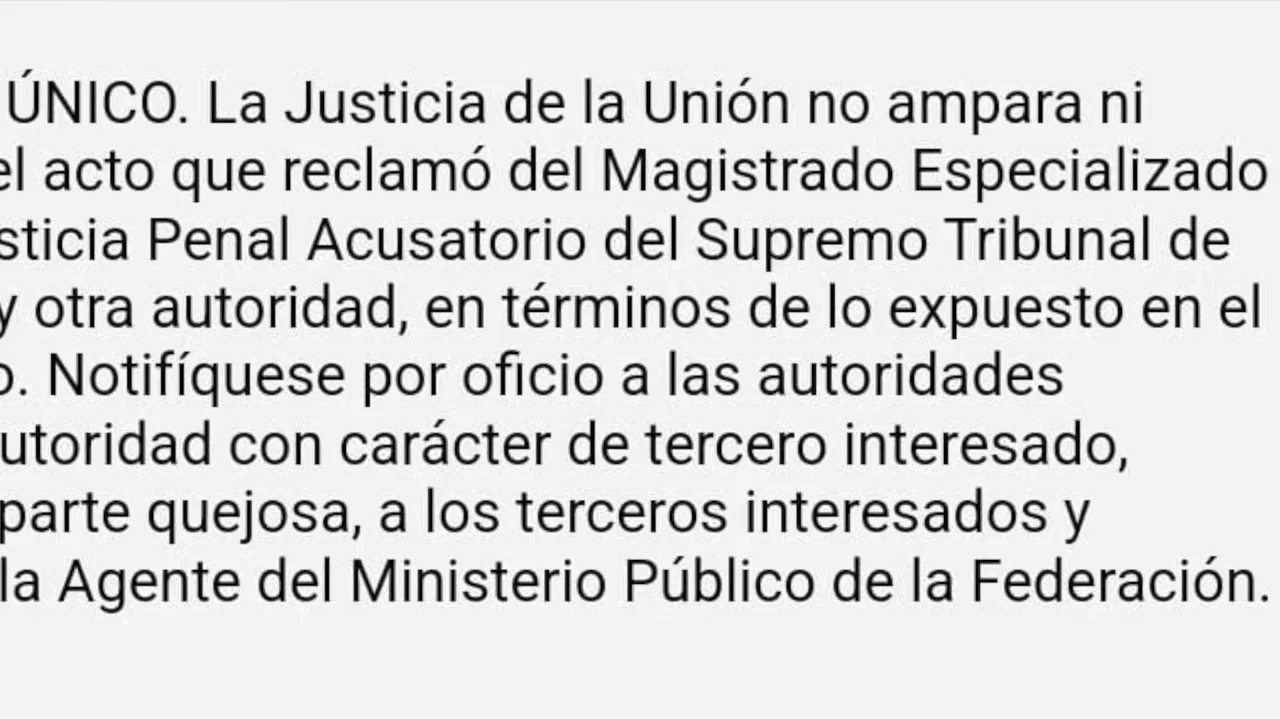 ÚNICO. La Justicia de la Unión no ampara ni
el acto que reclamó del Magistrado Especializado
sticia Penal Acusatorio del Supremo Tribunal de
y otra autoridad, en términos de lo expuesto en el
o. Notifíquese por oficio a las autoridades
utoridad con carácter de tercero interesado,
parte quejosa, a los terceros interesados y
la Agente del Ministerio Público de la Federación.